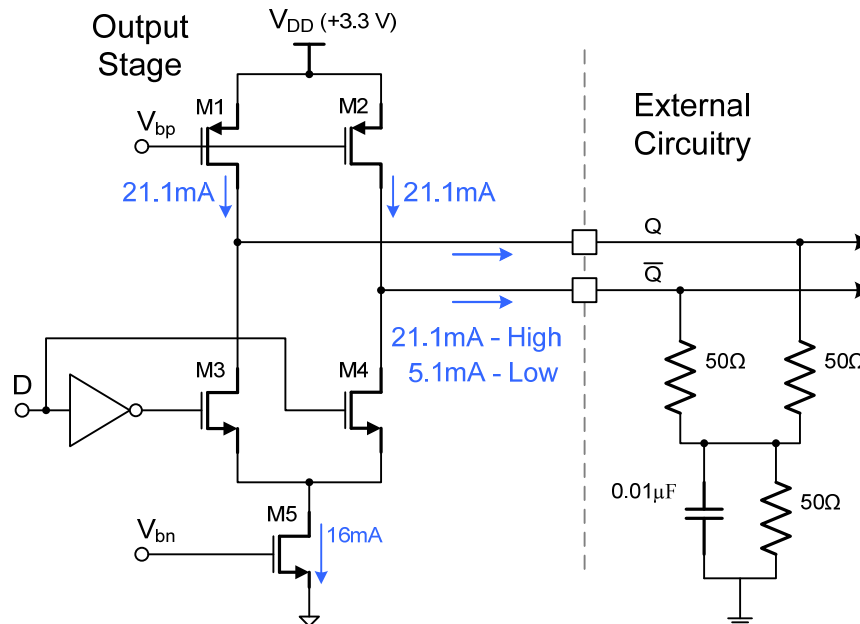 Output
Stage
VDD (+3.3 V)
External
Circuitry
M1
M2
Vbp
21.1mA
21.1mA
Q
Q̅
21.1mA - High
5.1mA - Low
50Ω
50Ω
D
M3
M4
0.01µF
50Ω
M5
Vbn
16mA